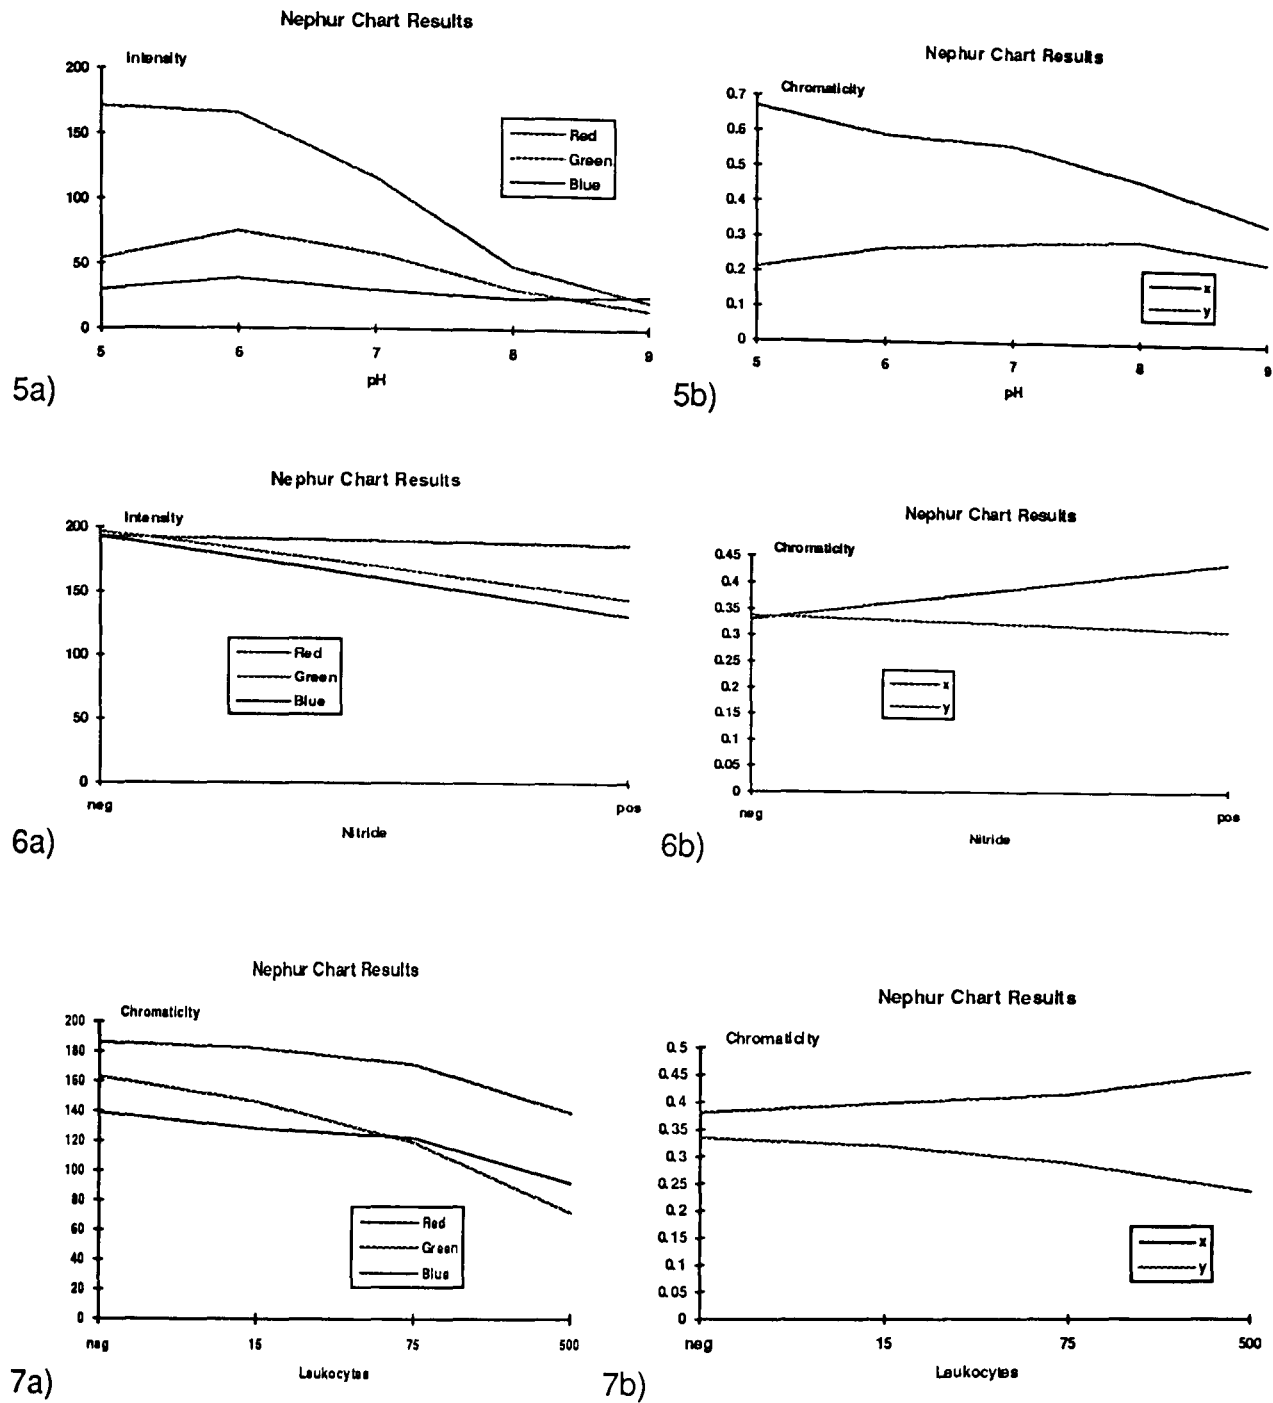 Nephur Chart Results
Intensity
200
150
100
50
0
5 6 7 8 9
pH
Red
Green
Blue
5a)
Nephur Chart Results
Chromaticity
0.7
0.6
0.5
0.4
0.3
0.2
0.1
0
5 6 7 8 9
pH
x
y
5b)
Nephur Chart Results
Intensity
200
150
100
50
0
neg pos
Nitride
Red
Green
Blue
6a)
Nephur Chart Results
Chromaticity
0.45
0.4
0.35
0.3
0.25
0.2
0.15
0.1
0.05
0
neg pos
Nitride
x
y
6b)
Nephur Chart Results
Chromaticity
200
180
160
140
120
100
80
60
40
20
0
neg 15 75 500
Leukocytes
Red
Green
Blue
7a)
Nephur Chart Results
Chromaticity
0.5
0.45
0.4
0.35
0.3
0.25
0.2
0.15
0.1
0.05
0
neg 15 75 500
Leukocytes
x
y
7b)